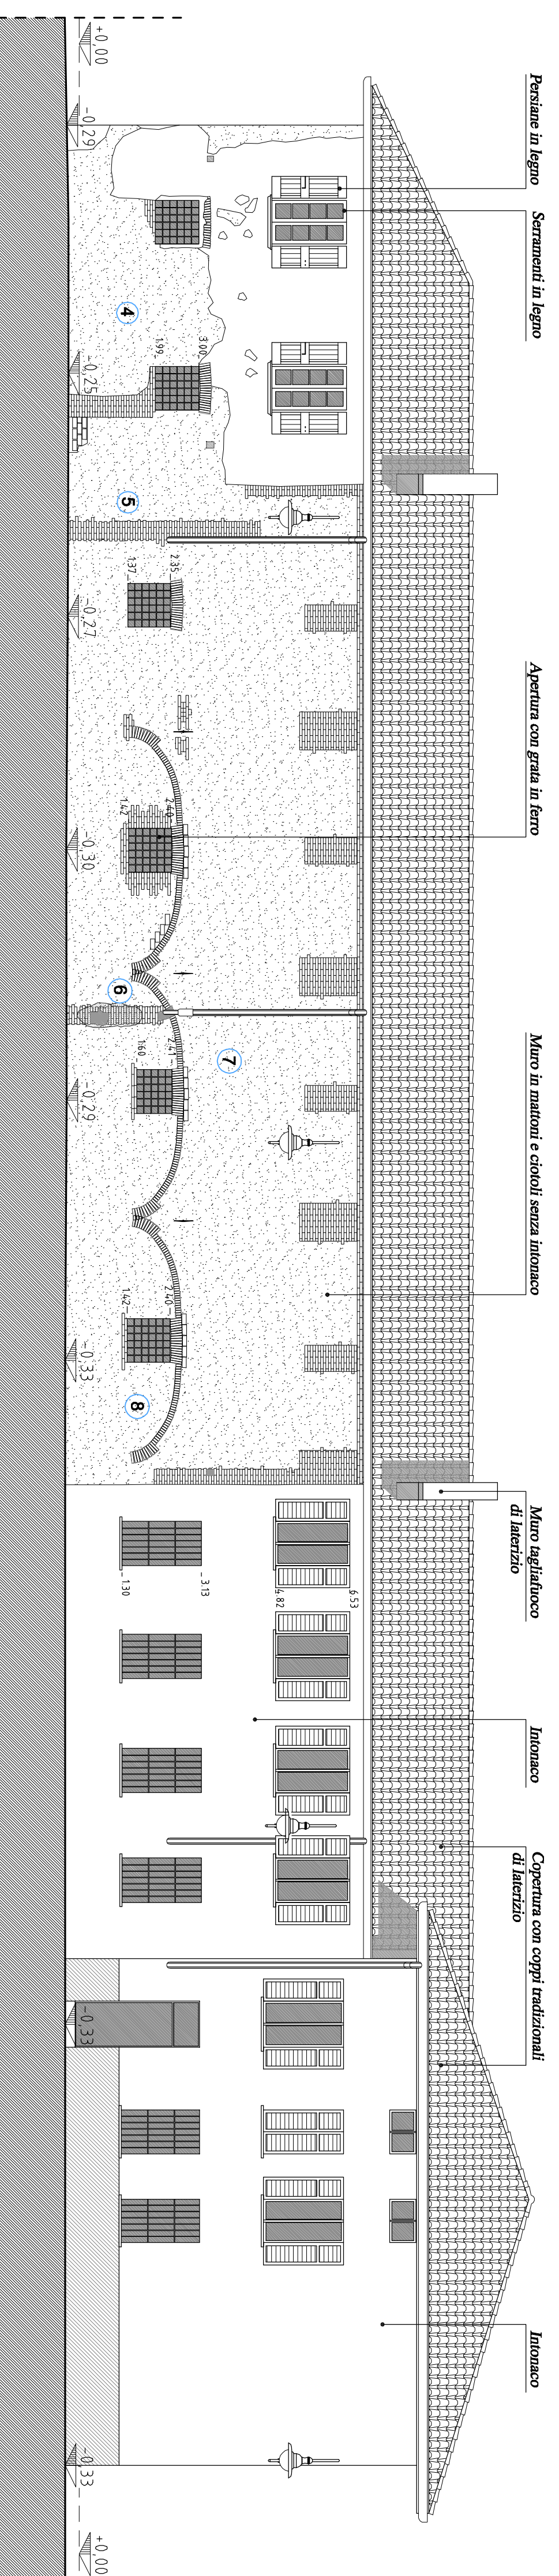 Persiane in legno
Serramenti in legno
Apertura con grata in ferro
Muro in mattoni e ciotoli senza intonaco
Muro tagliafuoco
di laterizio
Intonaco
Copertura con coppi tradizionali
di laterizio
Intonaco
6.53
4.82
3.00
1.99
2.35
1.37
2.40
1.42
2.41
1.60
2.40
1.42
3.13
1.30
4
5
6
7
8
+0,00
-0,29
-0,25
-0,27
-0,30
-0,29
-0,33
-0,33
-0,33
+0,00